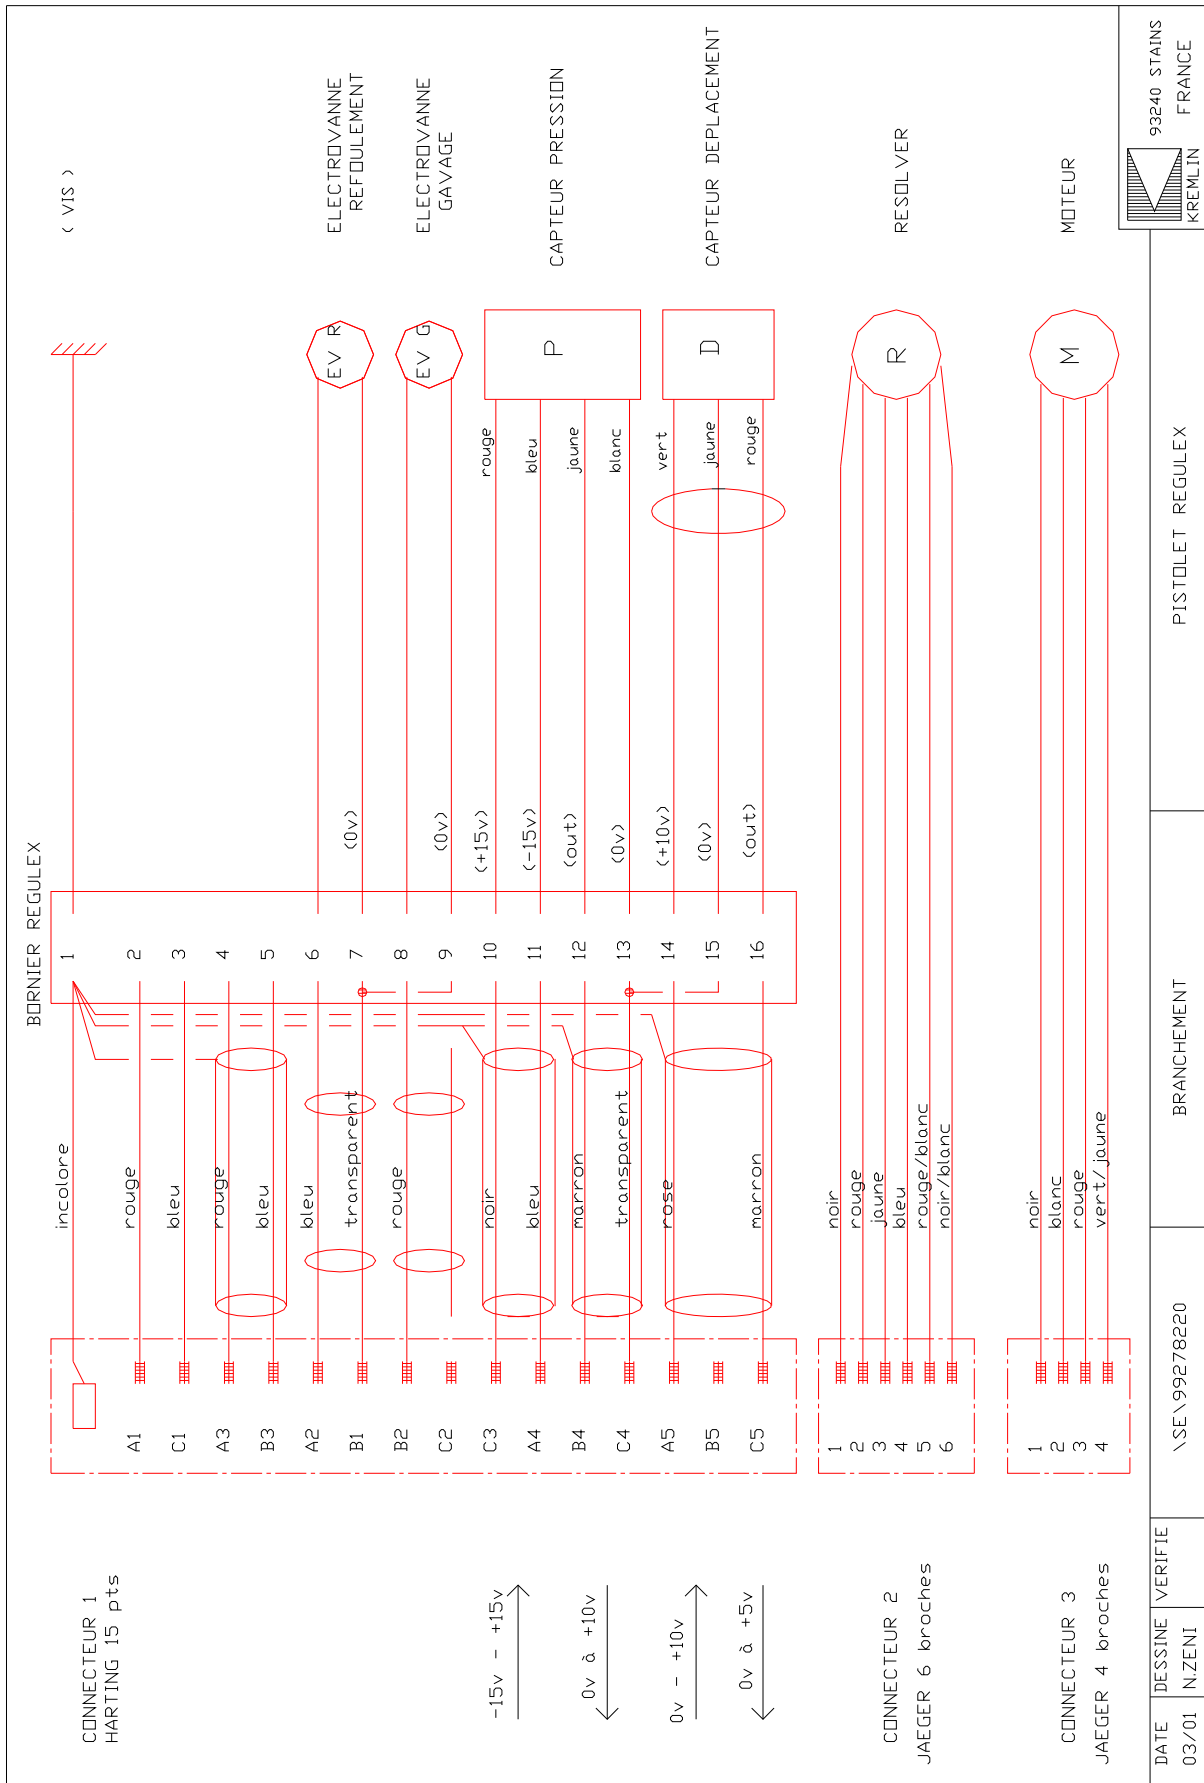 CONNECTEUR 1
HARTING 15 pts
BORNIER REGULEX
( VIS )
incolore
1
A1
rouge
2
C1
bleu
3
A3
rouge
4
B3
bleu
5
A2
bleu
6
ELECTROVANNE
REFOULEMENT
EV R
B1
transparent
7
(0v)
B2
rouge
8
ELECTROVANNE
GAVAGE
EV G
C2
9
(0v)
-15v - +15v
C3
noir
10
(+15v)
rouge
A4
bleu
11
(-15v)
bleu
P
CAPTEUR PRESSION
0v à +10v
B4
marron
12
(out)
jaune
C4
transparent
13
(0v)
blanc
0v - +10v
A5
rose
14
(+10v)
vert
B5
15
(0v)
jaune
D
CAPTEUR DEPLACEMENT
0v à +5v
C5
marron
16
(out)
rouge
CONNECTEUR 2
JAEGER 6 broches
1
noir
2
rouge
3
jaune
4
bleu
5
rouge/blanc
6
noir/blanc
R
RESOLVER
CONNECTEUR 3
JAEGER 4 broches
1
noir
2
blanc
3
rouge
4
vert/jaune
M
MOTEUR
DATE
03/01
DESSINE
N.ZENI
VERIFIE
\SE\99278220
BRANCHEMENT
PISTOLET REGULEX
KREMLIN
93240 STAINS
FRANCE